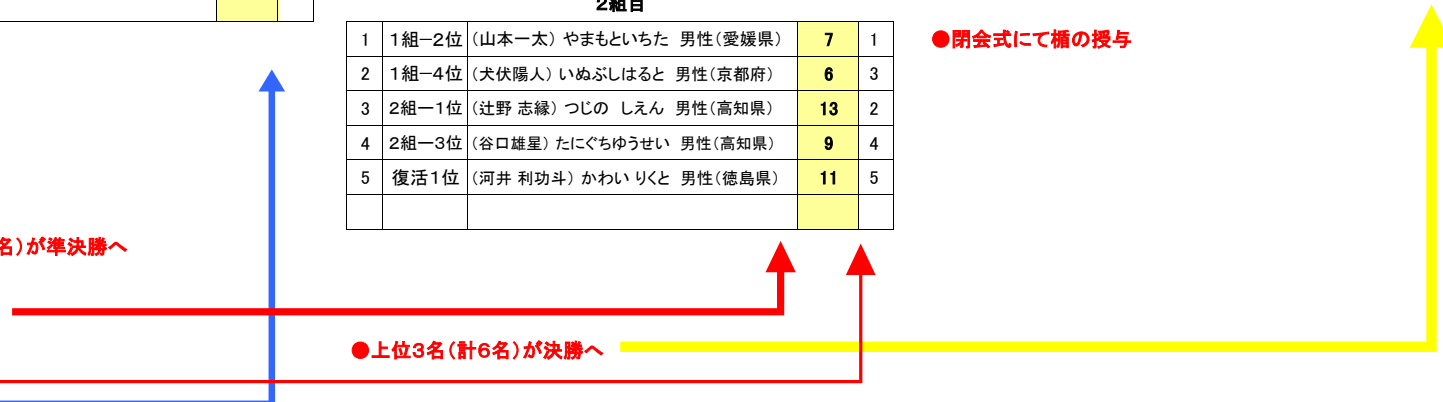 2組目
1 1組−2位 (山本一太) やまもといちた 男性(愛媛県) 7 1
2 1組−4位 (犬伏陽人) いぬぶしはると 男性(京都府) 6 3
3 2組ー1位 (辻野 志縁) つじの しえん 男性(高知県) 13 2
4 2組ー3位 (谷口雄星) たにぐちゆうせい 男性(高知県) 9 4
5 復活1位 (河井 利功斗) かわい りくと 男性(徳島県) 11 5
●閉会式にて楯の授与
名)が準決勝へ
●上位3名(計6名)が決勝へ